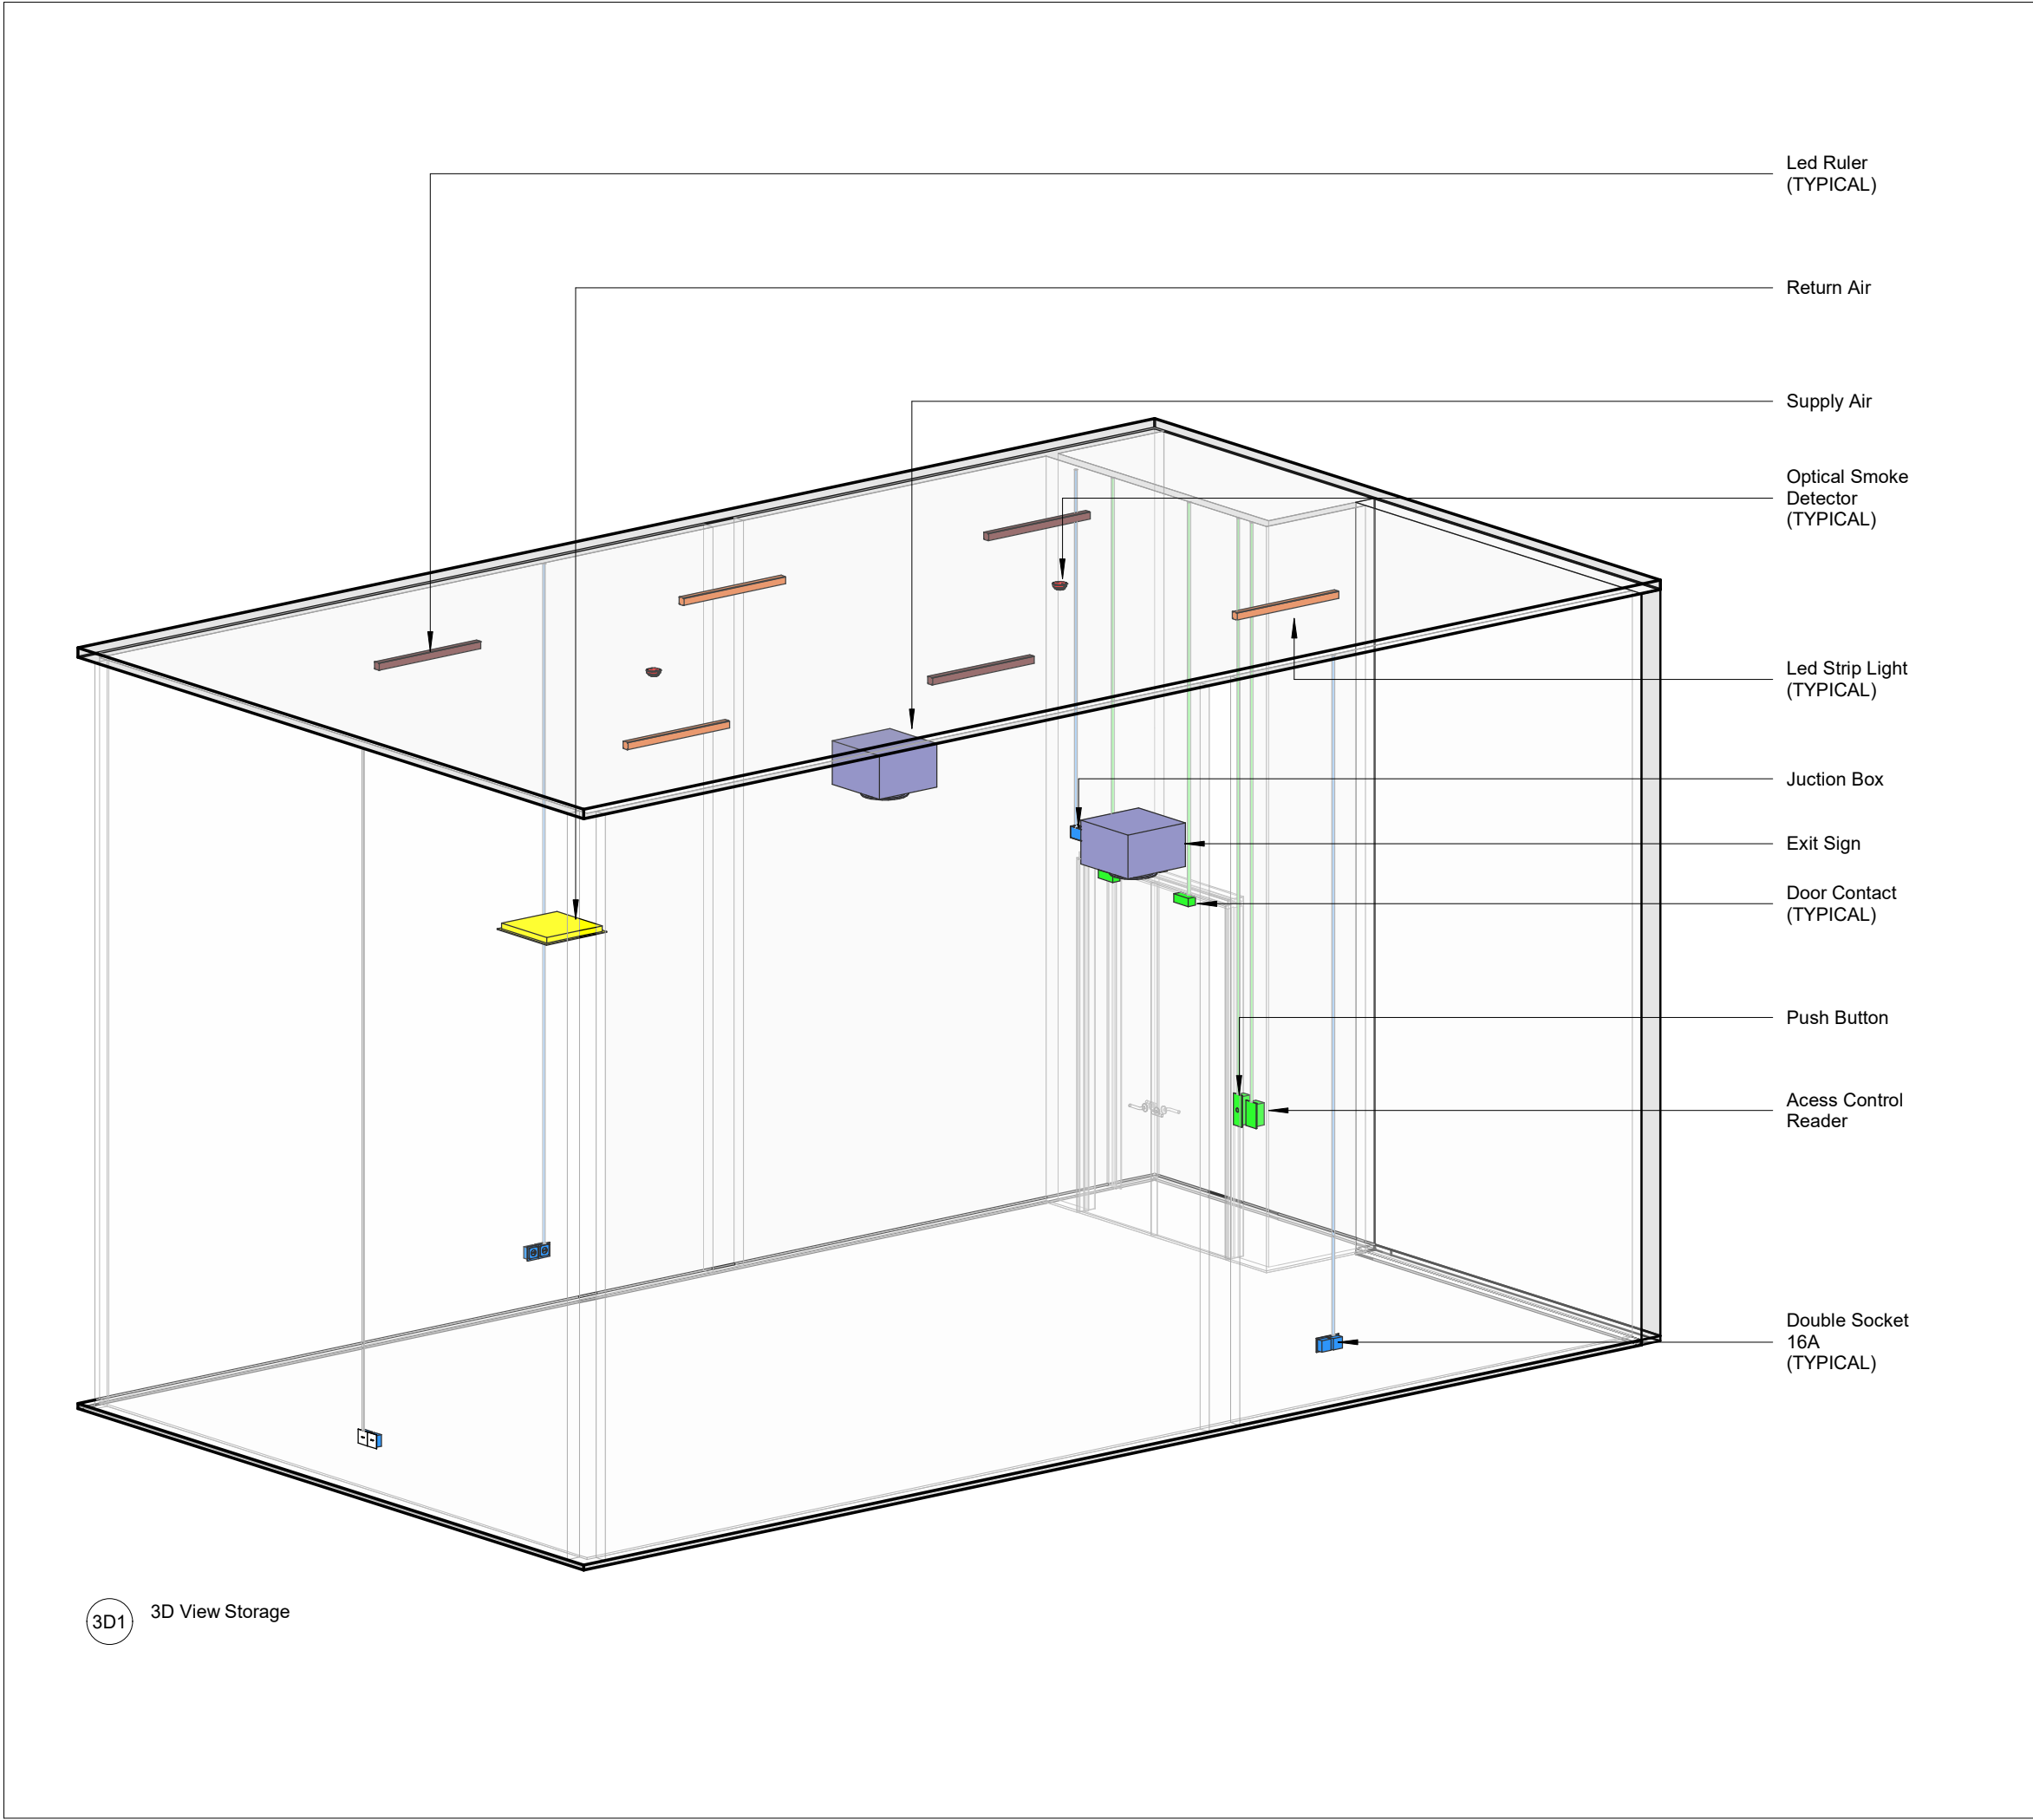 Led Ruler
(TYPICAL)
Return Air
Supply Air
Optical Smoke
Detector
(TYPICAL)
Led Strip Light
(TYPICAL)
Juction Box
Exit Sign
Door Contact
(TYPICAL)
Push Button
Acess Control
Reader
Double Socket
16A
(TYPICAL)
3D1
3D View Storage